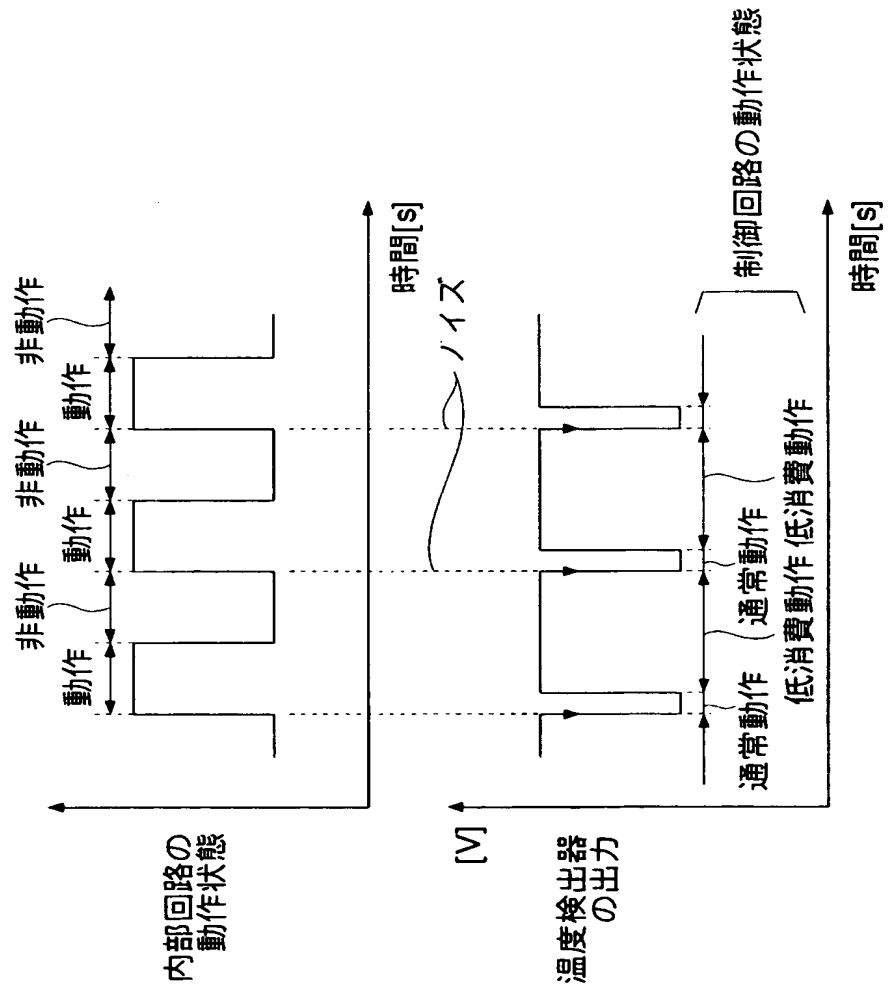 内部回路の
動作状態
動作
非動作
動作
非動作
動作
非動作
時間[s]
ノイズ
[V]
温度検出器
の出力
通常動作
低消費動作
通常動作
低消費動作
制御回路の動作状態
時間[s]